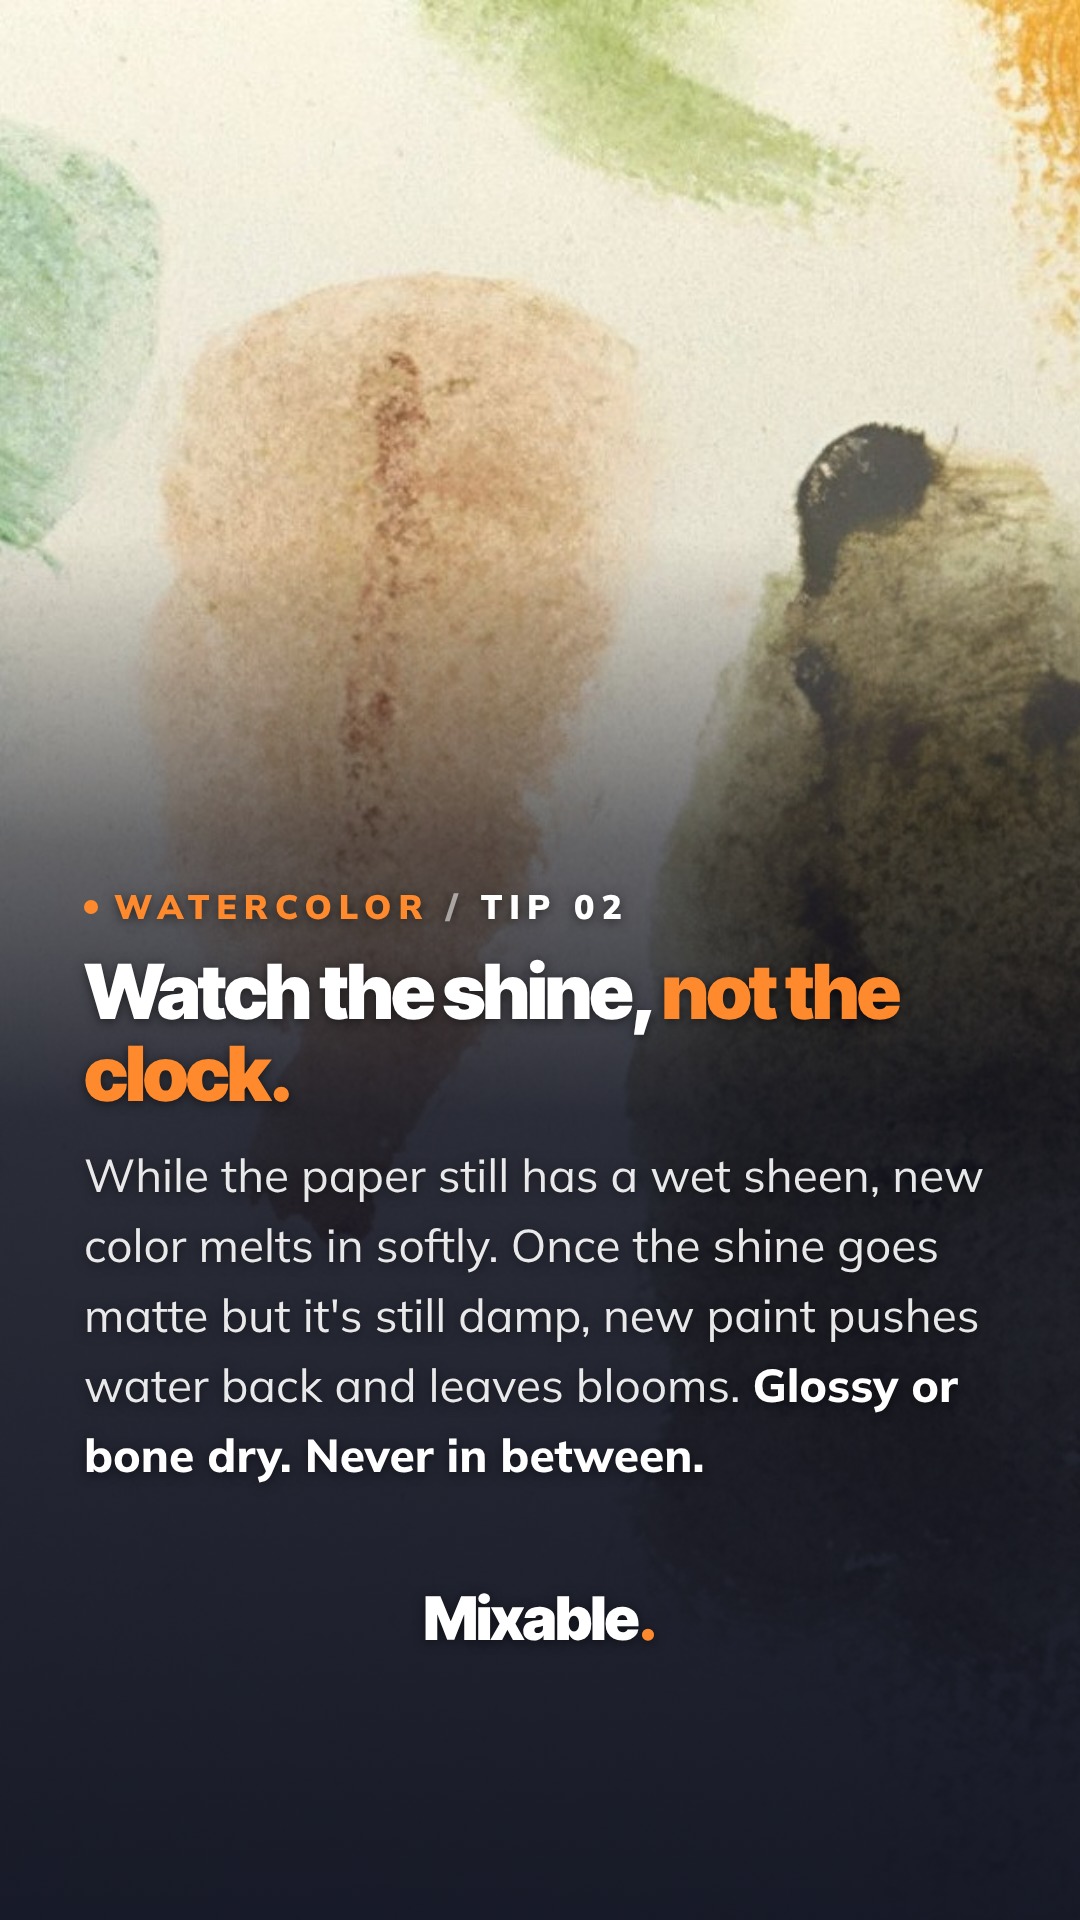 • WATERCOLOR / TIP 02
Watch the shine, not the
clock.
While the paper still has a wet sheen, new
color melts in softly. Once the shine goes
matte but it's still damp, new paint pushes
water back and leaves blooms. Glossy or
bone dry. Never in between.
Mixable.